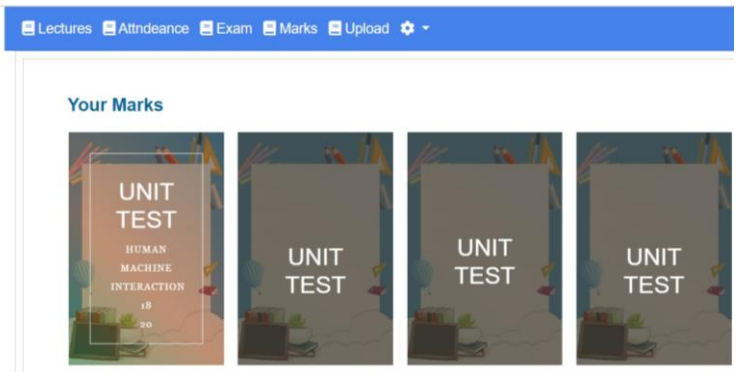 Lectures Attndeance Exam Marks Upload
Your Marks
UNIT
TEST
HUMAN
MACHINE
INTERACTION
18
20
UNIT
TEST
UNIT
TEST
UNIT
TEST